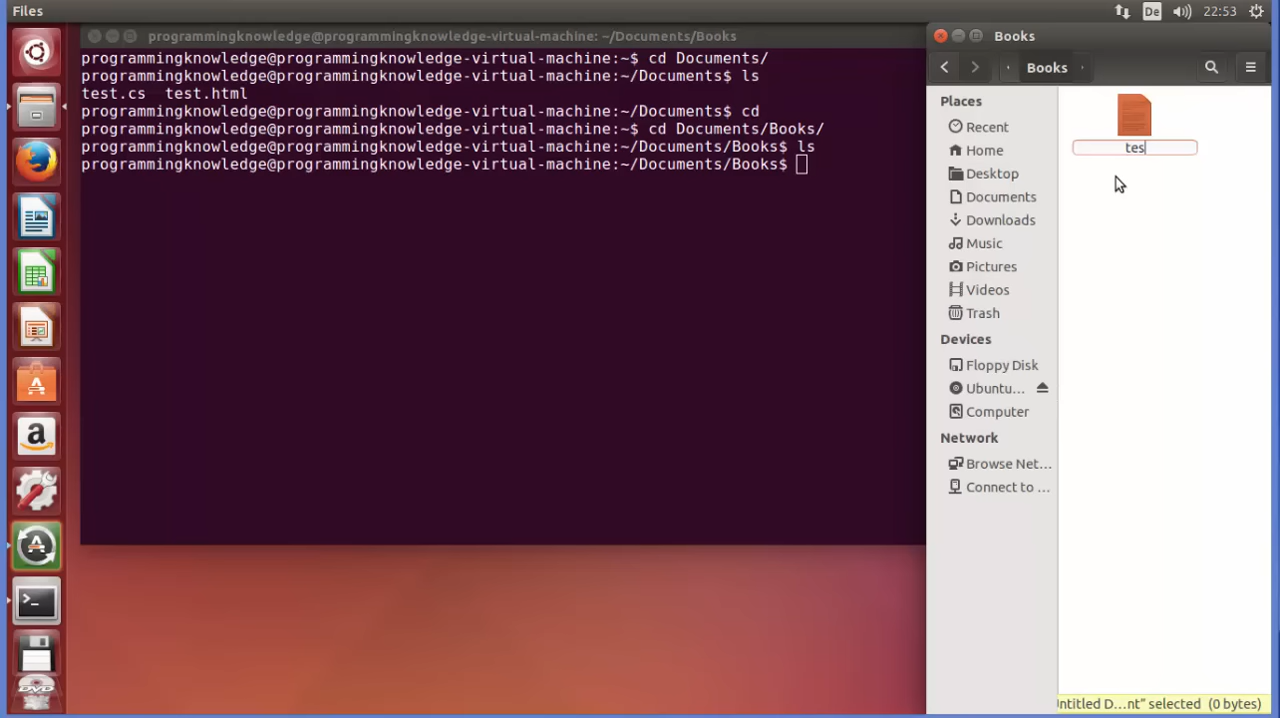 Files
De
22:53
programmingknowledge@programmingknowledge-virtual-machine: ~/Documents/Books
programmingknowledge@programmingknowledge-virtual-machine:~$ cd Documents/
programmingknowledge@programmingknowledge-virtual-machine:~/Documents$ ls
test.cs  test.html
programmingknowledge@programmingknowledge-virtual-machine:~/Documents$ cd
programmingknowledge@programmingknowledge-virtual-machine:~$ cd Documents/Books/
programmingknowledge@programmingknowledge-virtual-machine:~/Documents/Books$ ls
programmingknowledge@programmingknowledge-virtual-machine:~/Documents/Books$
Books
Books
Places
Recent
Home
Desktop
Documents
Downloads
Music
Pictures
Videos
Trash
Devices
Floppy Disk
Ubuntu...
Computer
Network
Browse Net...
Connect to ...
tes
ntitled D...nt" selected (0 bytes)